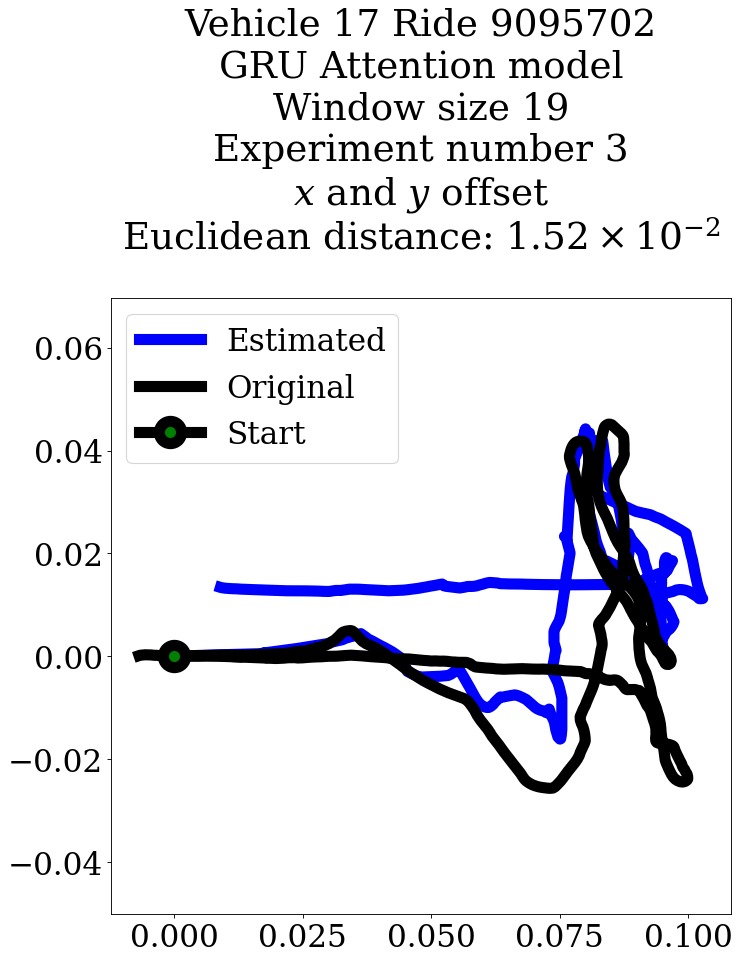 Vehicle 17 Ride 9095702
GRU Attention model
Window size 19
Experiment number 3
x and y offset
Euclidean distance: 1.52 × 10⁻²
Estimated
Original
Start
0.06
0.04
0.02
0.00
−0.02
−0.04
0.000 0.025 0.050 0.075 0.100